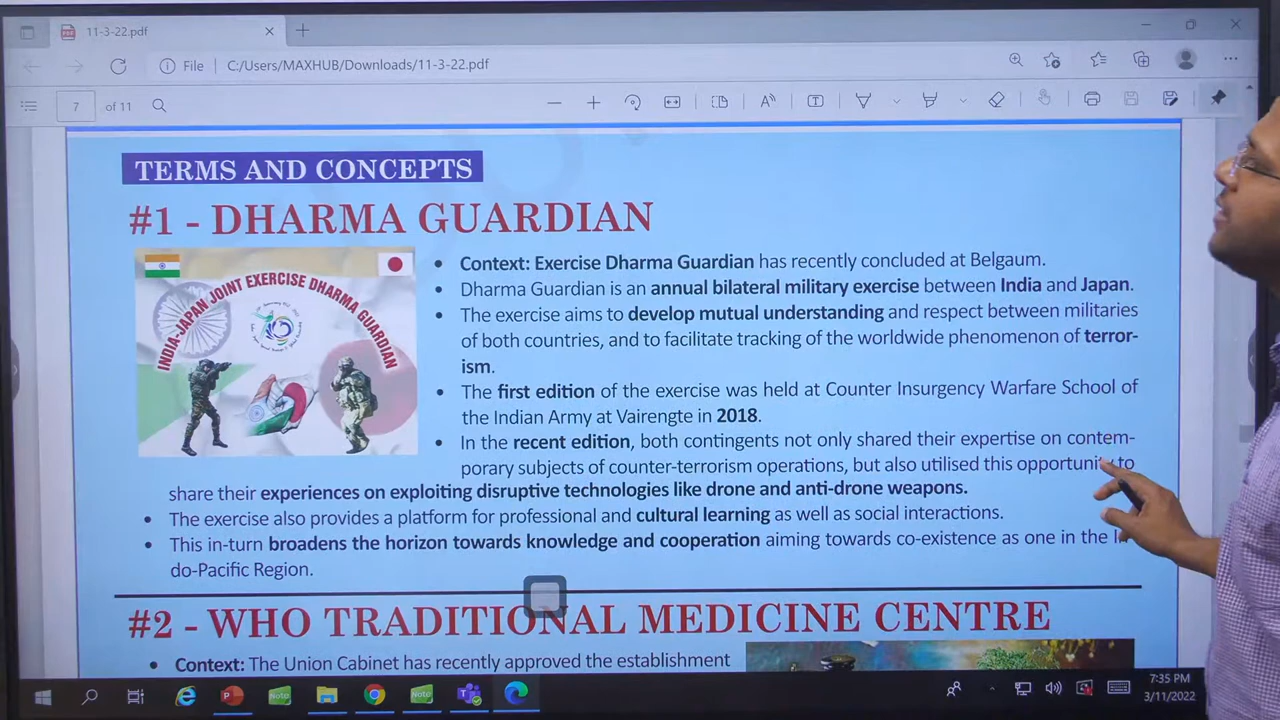 11-3-22.pdf
File C:/Users/MAXHUB/Downloads/11-3-22.pdf
7 of 11
TERMS AND CONCEPTS
#1 - DHARMA GUARDIAN
INDIA-JAPAN JOINT EXERCISE DHARMA GUARDIAN
• Context: Exercise Dharma Guardian has recently concluded at Belgaum.
• Dharma Guardian is an annual bilateral military exercise between India and Japan.
• The exercise aims to develop mutual understanding and respect between militaries
of both countries, and to facilitate tracking of the worldwide phenomenon of terror-
ism.
• The first edition of the exercise was held at Counter Insurgency Warfare School of
the Indian Army at Vairengte in 2018.
• In the recent edition, both contingents not only shared their expertise on contem-
porary subjects of counter-terrorism operations, but also utilised this opportunity to
share their experiences on exploiting disruptive technologies like drone and anti-drone weapons.
• The exercise also provides a platform for professional and cultural learning as well as social interactions.
• This in-turn broadens the horizon towards knowledge and cooperation aiming towards co-existence as one in the In-
do-Pacific Region.
#2 - WHO TRADITIONAL MEDICINE CENTRE
• Context: The Union Cabinet has recently approved the establishment
Note
Note
7:35 PM
3/11/2022